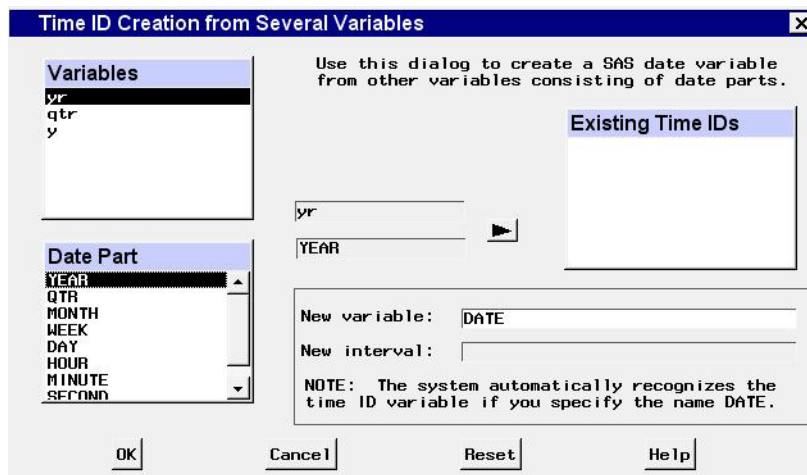 Time ID Creation from Several Variables
Variables
yr
qtr
y
Use this dialog to create a SAS date variable
from other variables consisting of date parts.
Existing Time IDs
yr
YEAR
Date Part
YEAR
QTR
MONTH
WEEK
DAY
HOUR
MINUTE
SECOND
New variable: DATE
New interval:
NOTE: The system automatically recognizes the
time ID variable if you specify the name DATE.
OK Cancel Reset Help